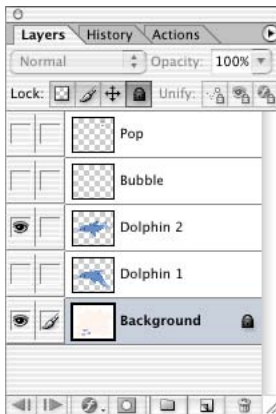 Layers History Actions
Normal Opacity: 100%
Lock: Unify:
Pop
Bubble
Dolphin 2
Dolphin 1
Background